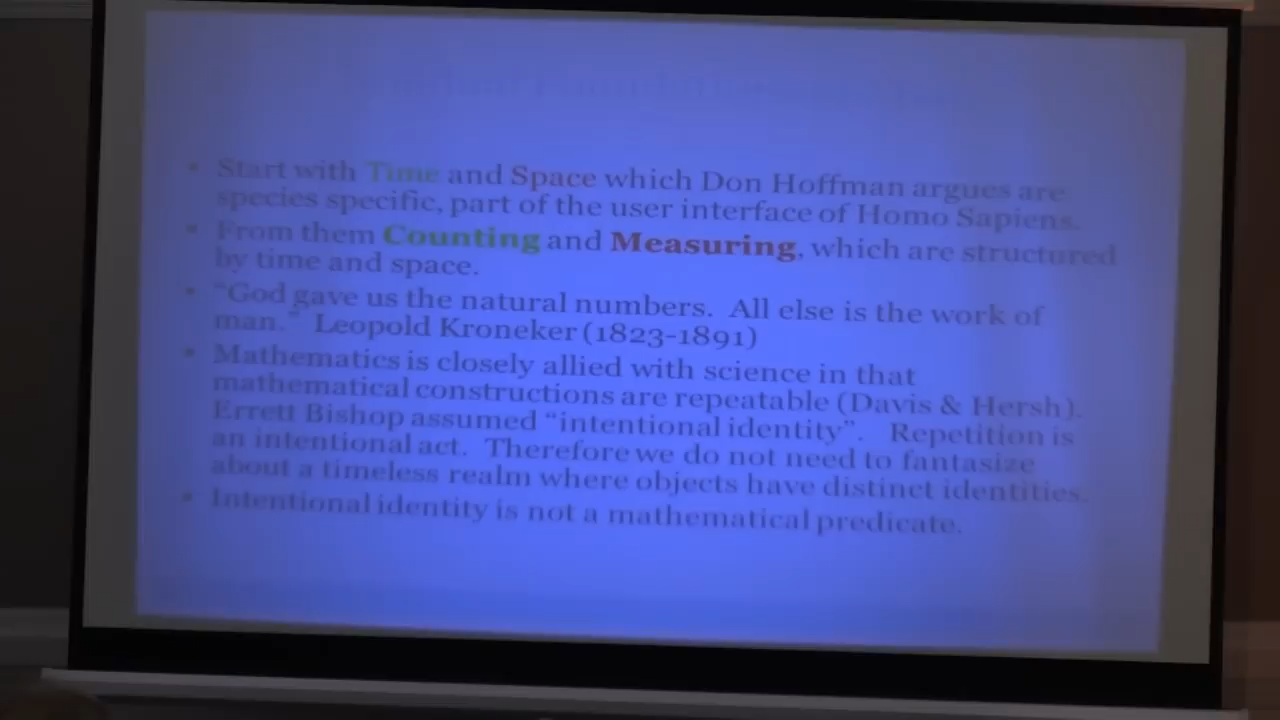 • Start with Time and Space which Don Hoffman argues are
species specific, part of the user interface of Homo Sapiens.
• From them Counting and Measuring, which are structured
by time and space.
• “God gave us the natural numbers. All else is the work of
man.” Leopold Kroneker (1823-1891)
• Mathematics is closely allied with science in that
mathematical constructions are repeatable (Davis & Hersh).
Errett Bishop assumed “intentional identity”. Repetition is
an intentional act. Therefore we do not need to fantasize
about a timeless realm where objects have distinct identities.
• Intentional identity is not a mathematical predicate.